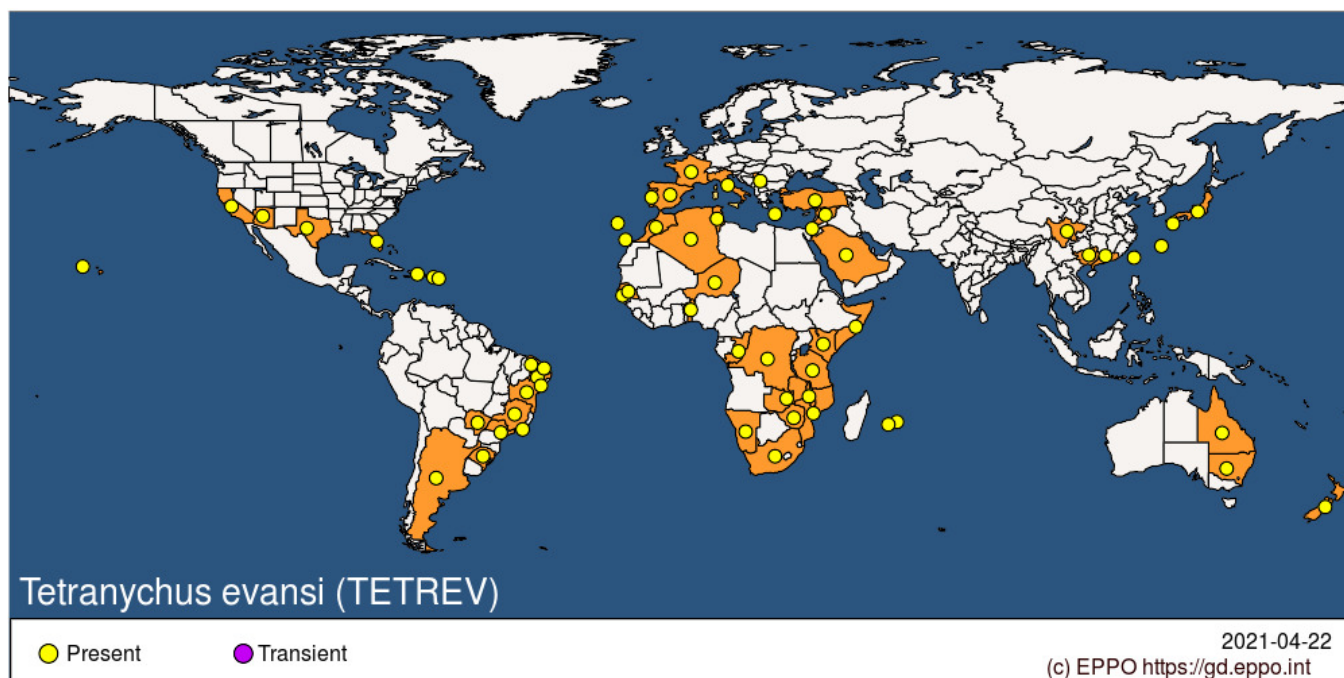 Tetranychus evansi (TETREV)
Present
Transient
2021-04-22
(c) EPPO https://gd.eppo.int